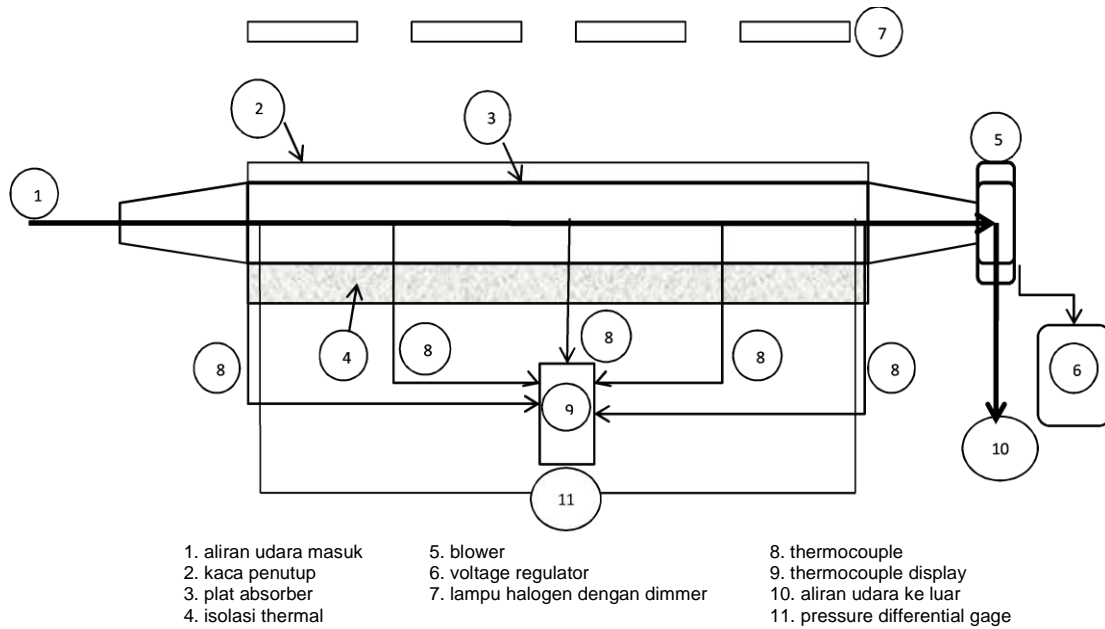 7
2
3
5
1
8
4
8
8
8
8
6
9
10
11
1. aliran udara masuk
2. kaca penutup
3. plat absorber
4. isolasi thermal
5. blower
6. voltage regulator
7. lampu halogen dengan dimmer
8. thermocouple
9. thermocouple display
10. aliran udara ke luar
11. pressure differential gage